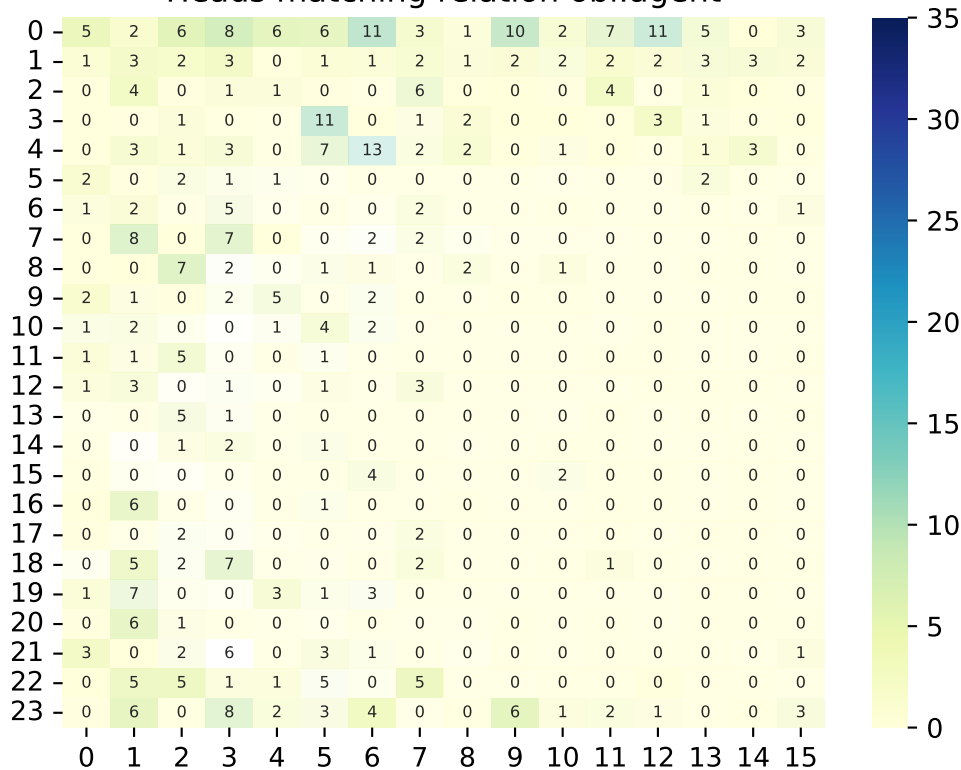 Heads matching relation obl:agent
0 5 2 6 8 6 6 11 3 1 10 2 7 11 5 0 3
1 1 3 2 3 0 1 1 2 1 2 2 2 2 3 3 2
2 0 4 0 1 1 0 0 6 0 0 0 4 0 1 0 0
3 0 0 1 0 0 11 0 1 2 0 0 0 3 1 0 0
4 0 3 1 3 0 7 13 2 2 0 1 0 0 1 3 0
5 2 0 2 1 1 0 0 0 0 0 0 0 0 2 0 0
6 1 2 0 5 0 0 0 2 0 0 0 0 0 0 0 1
7 0 8 0 7 0 0 2 2 0 0 0 0 0 0 0 0
8 0 0 7 2 0 1 1 0 2 0 1 0 0 0 0 0
9 2 1 0 2 5 0 2 0 0 0 0 0 0 0 0 0
10 1 2 0 0 1 4 2 0 0 0 0 0 0 0 0 0
11 1 1 5 0 0 1 0 0 0 0 0 0 0 0 0 0
12 1 3 0 1 0 1 0 3 0 0 0 0 0 0 0 0
13 0 0 5 1 0 0 0 0 0 0 0 0 0 0 0 0
14 0 0 1 2 0 1 0 0 0 0 0 0 0 0 0 0
15 0 0 0 0 0 0 4 0 0 0 2 0 0 0 0 0
16 0 6 0 0 0 1 0 0 0 0 0 0 0 0 0 0
17 0 0 2 0 0 0 0 2 0 0 0 0 0 0 0 0
18 0 5 2 7 0 0 0 2 0 0 0 1 0 0 0 0
19 1 7 0 0 3 1 3 0 0 0 0 0 0 0 0 0
20 0 6 1 0 0 0 0 0 0 0 0 0 0 0 0 0
21 3 0 2 6 0 3 1 0 0 0 0 0 0 0 0 1
22 0 5 5 1 1 5 0 5 0 0 0 0 0 0 0 0
23 0 6 0 8 2 3 4 0 0 6 1 2 1 0 0 3
0 1 2 3 4 5 6 7 8 9 10 11 12 13 14 15
35
30
25
20
15
10
5
0